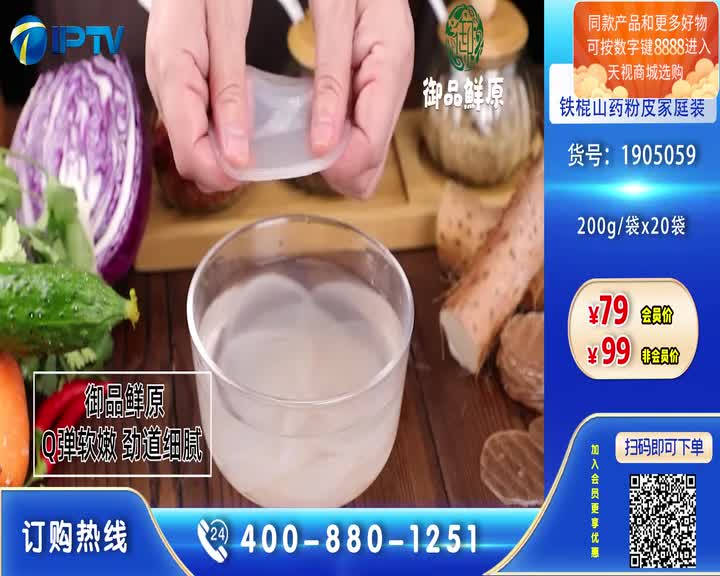 IPTV
御品鲜原
同款产品和更多好物
可按数字键8888进入
天视商城选购
铁棍山药粉皮家庭装
货号：1905059
200g/袋x20袋
¥79 会员价
¥99 非会员价
御品鲜原
Q弹软嫩 劲道细腻
加入会员更享优惠
扫码即可下单
订购热线
24
400-880-1251